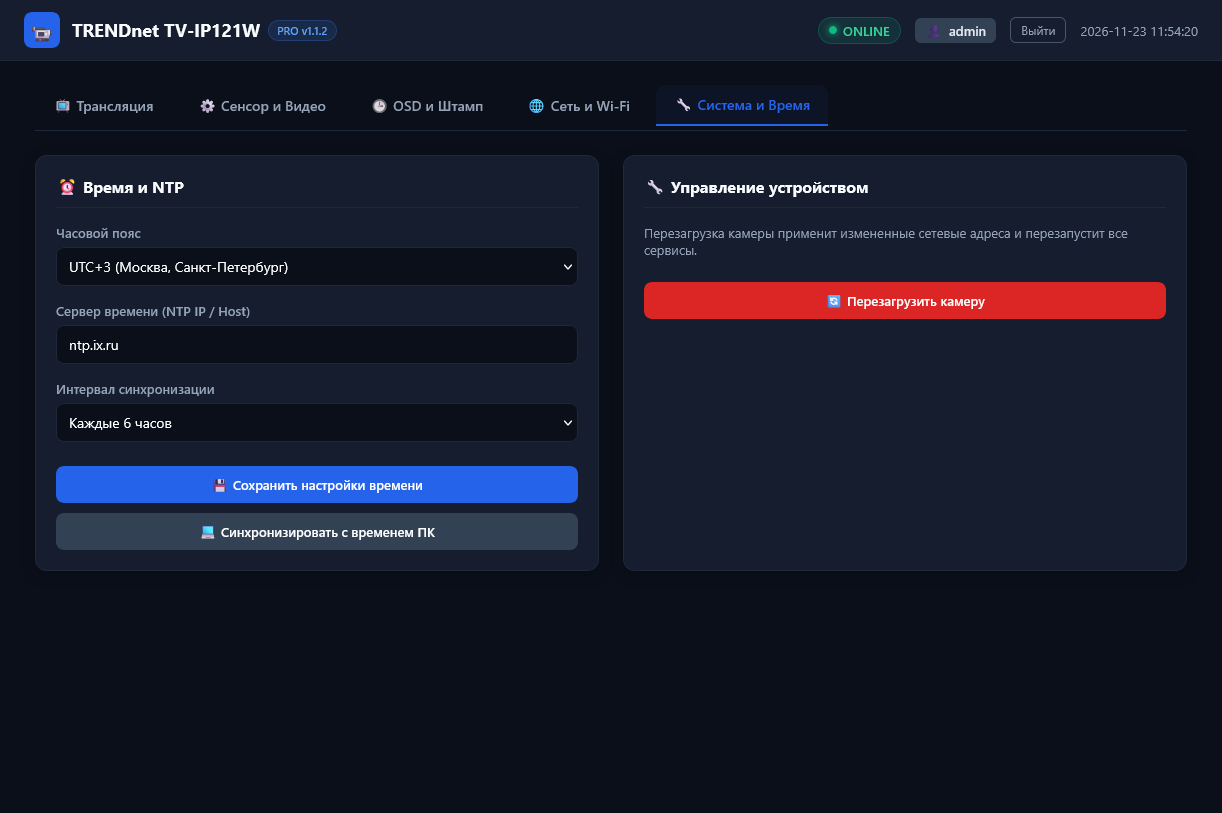 TRENDnet TV-IP121W PRO v1.1.2 ONLINE admin Выйти 2026-11-23 11:54:20
Трансляция Сенсор и Видео OSD и Штамп Сеть и Wi-Fi Система и Время
Время и NTP
Часовой пояс
UTC+3 (Москва, Санкт-Петербург)
Сервер времени (NTP IP / Host)
ntp.ix.ru
Интервал синхронизации
Каждые 6 часов
Сохранить настройки времени
Синхронизировать с временем ПК
Управление устройством
Перезагрузка камеры применит измененные сетевые адреса и перезапустит все
сервисы.
Перезагрузить камеру